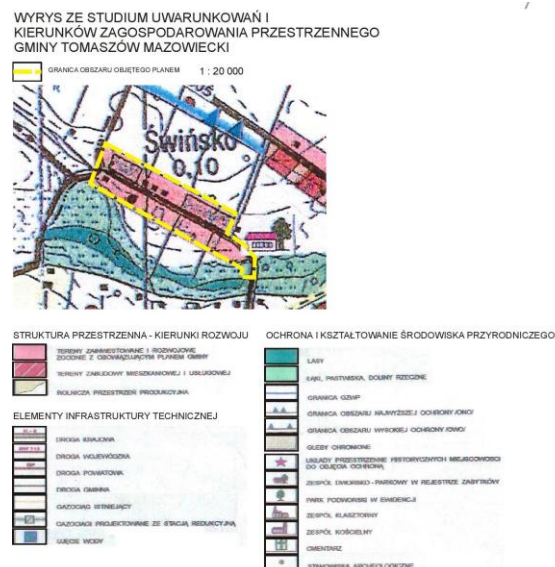 WYRYS ZE STUDIUM UWARUNKOWAŃ I
KIERUNKÓW ZAGOSPODAROWANIA PRZESTRZENNEGO
GMINY TOMASZÓW MAZOWIECKI
GRANICA OBSZARU OBJĘTEGO PLANEM 1 : 20 000
Świńsko
0,10
STRUKTURA PRZESTRZENNA - KIERUNKI ROZWOJU
TERENY ZAINWESTOWANE I ROZWOJOWE
ZGODNIE Z OBOWIĄZUJĄCYM PLANEM GMINY
TERENY ZABUDOWY MIESZKANIOWEJ I USŁUGOWEJ
ROLNICZA PRZESTRZEŃ PRODUKCYJNA
ELEMENTY INFRASTRUKTURY TECHNICZNEJ
DROGA KRAJOWA
DROGA WOJEWÓDZKA
DROGA POWIATOWA
DROGA GMINNA
GAZOCIĄG ISTNIEJĄCY
GAZOCIĄGI PROJEKTOWANE ZE STACJĄ REDUKCYJNĄ
UJĘCIE WODY
OCHRONA I KSZTAŁTOWANIE ŚRODOWISKA PRZYRODNICZEGO
LASY
ŁĄKI, PASTWISKA, DOLINY RZECZNE
GRANICA GZWP
GRANICA OBSZARU NAJWYŻSZEJ OCHRONY /ONO/
GRANICA OBSZARU WYSOKIEJ OCHRONY /OWO/
GLEBY CHRONIONE
UKŁADY PRZESTRZENNE HISTORYCZNYCH MIEJSCOWOŚCI
DO OBJĘCIA OCHRONĄ
ZESPÓŁ DWORSKO - PARKOWY W REJESTRZE ZABYTKÓW
PARK PODWORSKI W EWIDENCJI
ZESPÓŁ KLASZTORNY
ZESPÓŁ KOŚCIELNY
CMENTARZ
STANOWISKA ARCHEOLOGICZNE